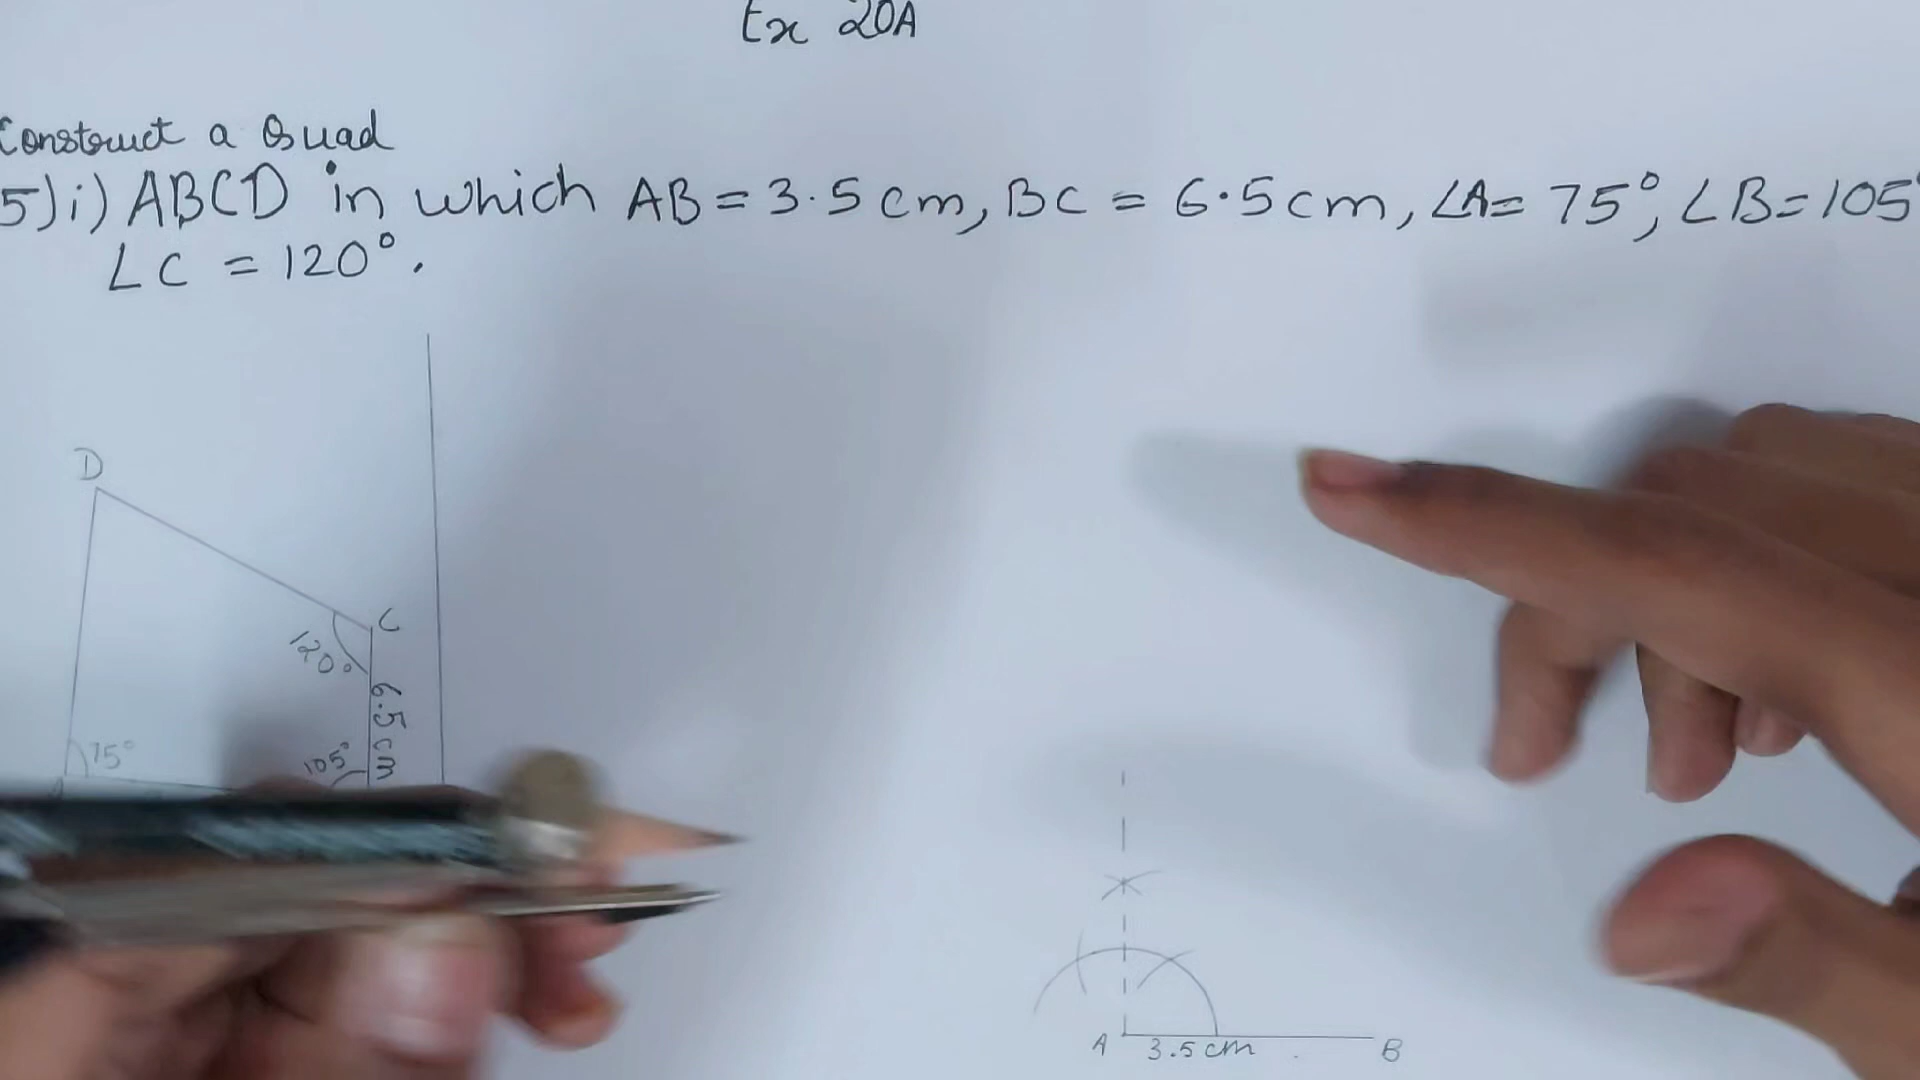 Ex 20A
Construct a Quad
5)i) ABCD in which AB = 3.5 cm, BC = 6.5 cm, ∠A = 75°, ∠B = 105°
∠C = 120°.
D
C
120°
6.5 cm
75°
105°
A 3.5 cm B